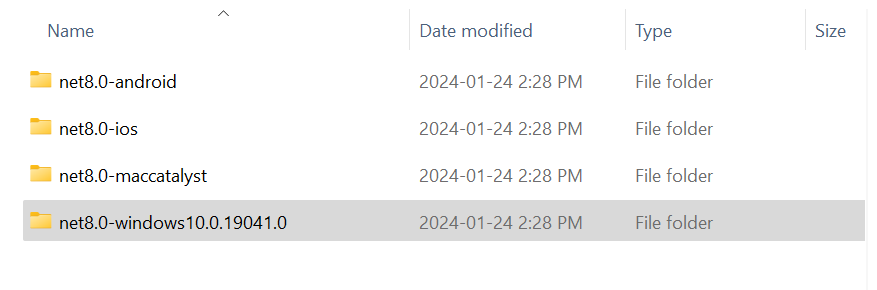 Name Date modified Type Size
net8.0-android 2024-01-24 2:28 PM File folder
net8.0-ios 2024-01-24 2:28 PM File folder
net8.0-maccatalyst 2024-01-24 2:28 PM File folder
net8.0-windows10.0.19041.0 2024-01-24 2:28 PM File folder